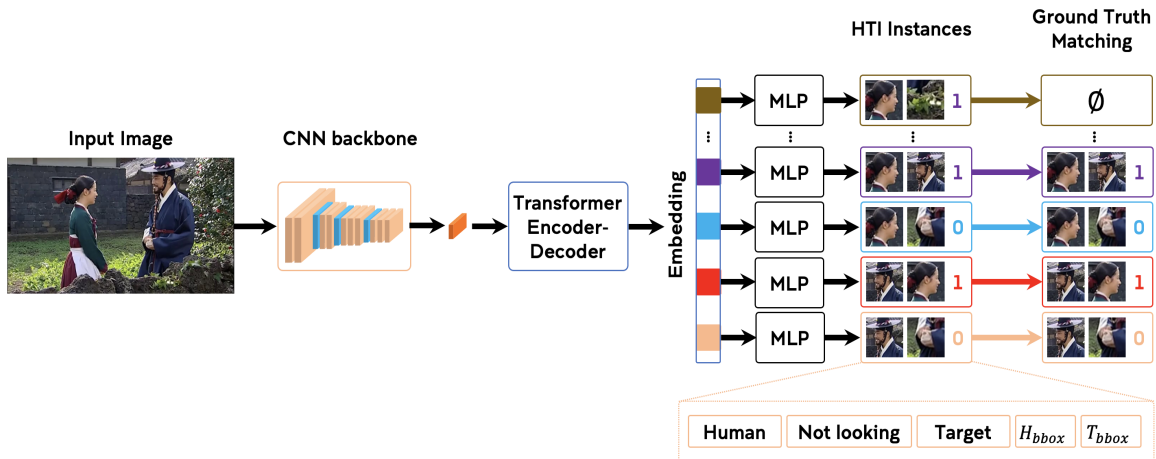 HTI Instances
Ground Truth
Matching
Input Image
CNN backbone
Transformer
Encoder-
Decoder
Embedding
MLP
1
Ø
...
...
...
...
...
MLP
1
1
MLP
0
0
MLP
1
1
MLP
0
0
Human
Not looking
Target
H_bbox
T_bbox